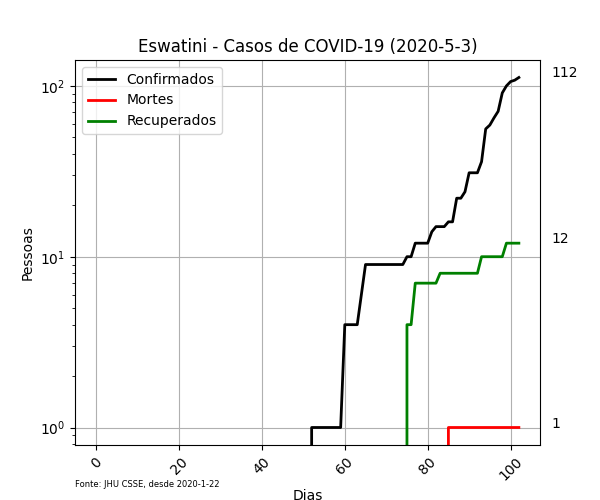 Eswatini - Casos de COVID-19 (2020-5-3)
Confirmados
Mortes
Recuperados
112
12
1
10²
10¹
10⁰
Pessoas
0
20
40
60
80
100
Fonte: JHU CSSE, desde 2020-1-22
Dias